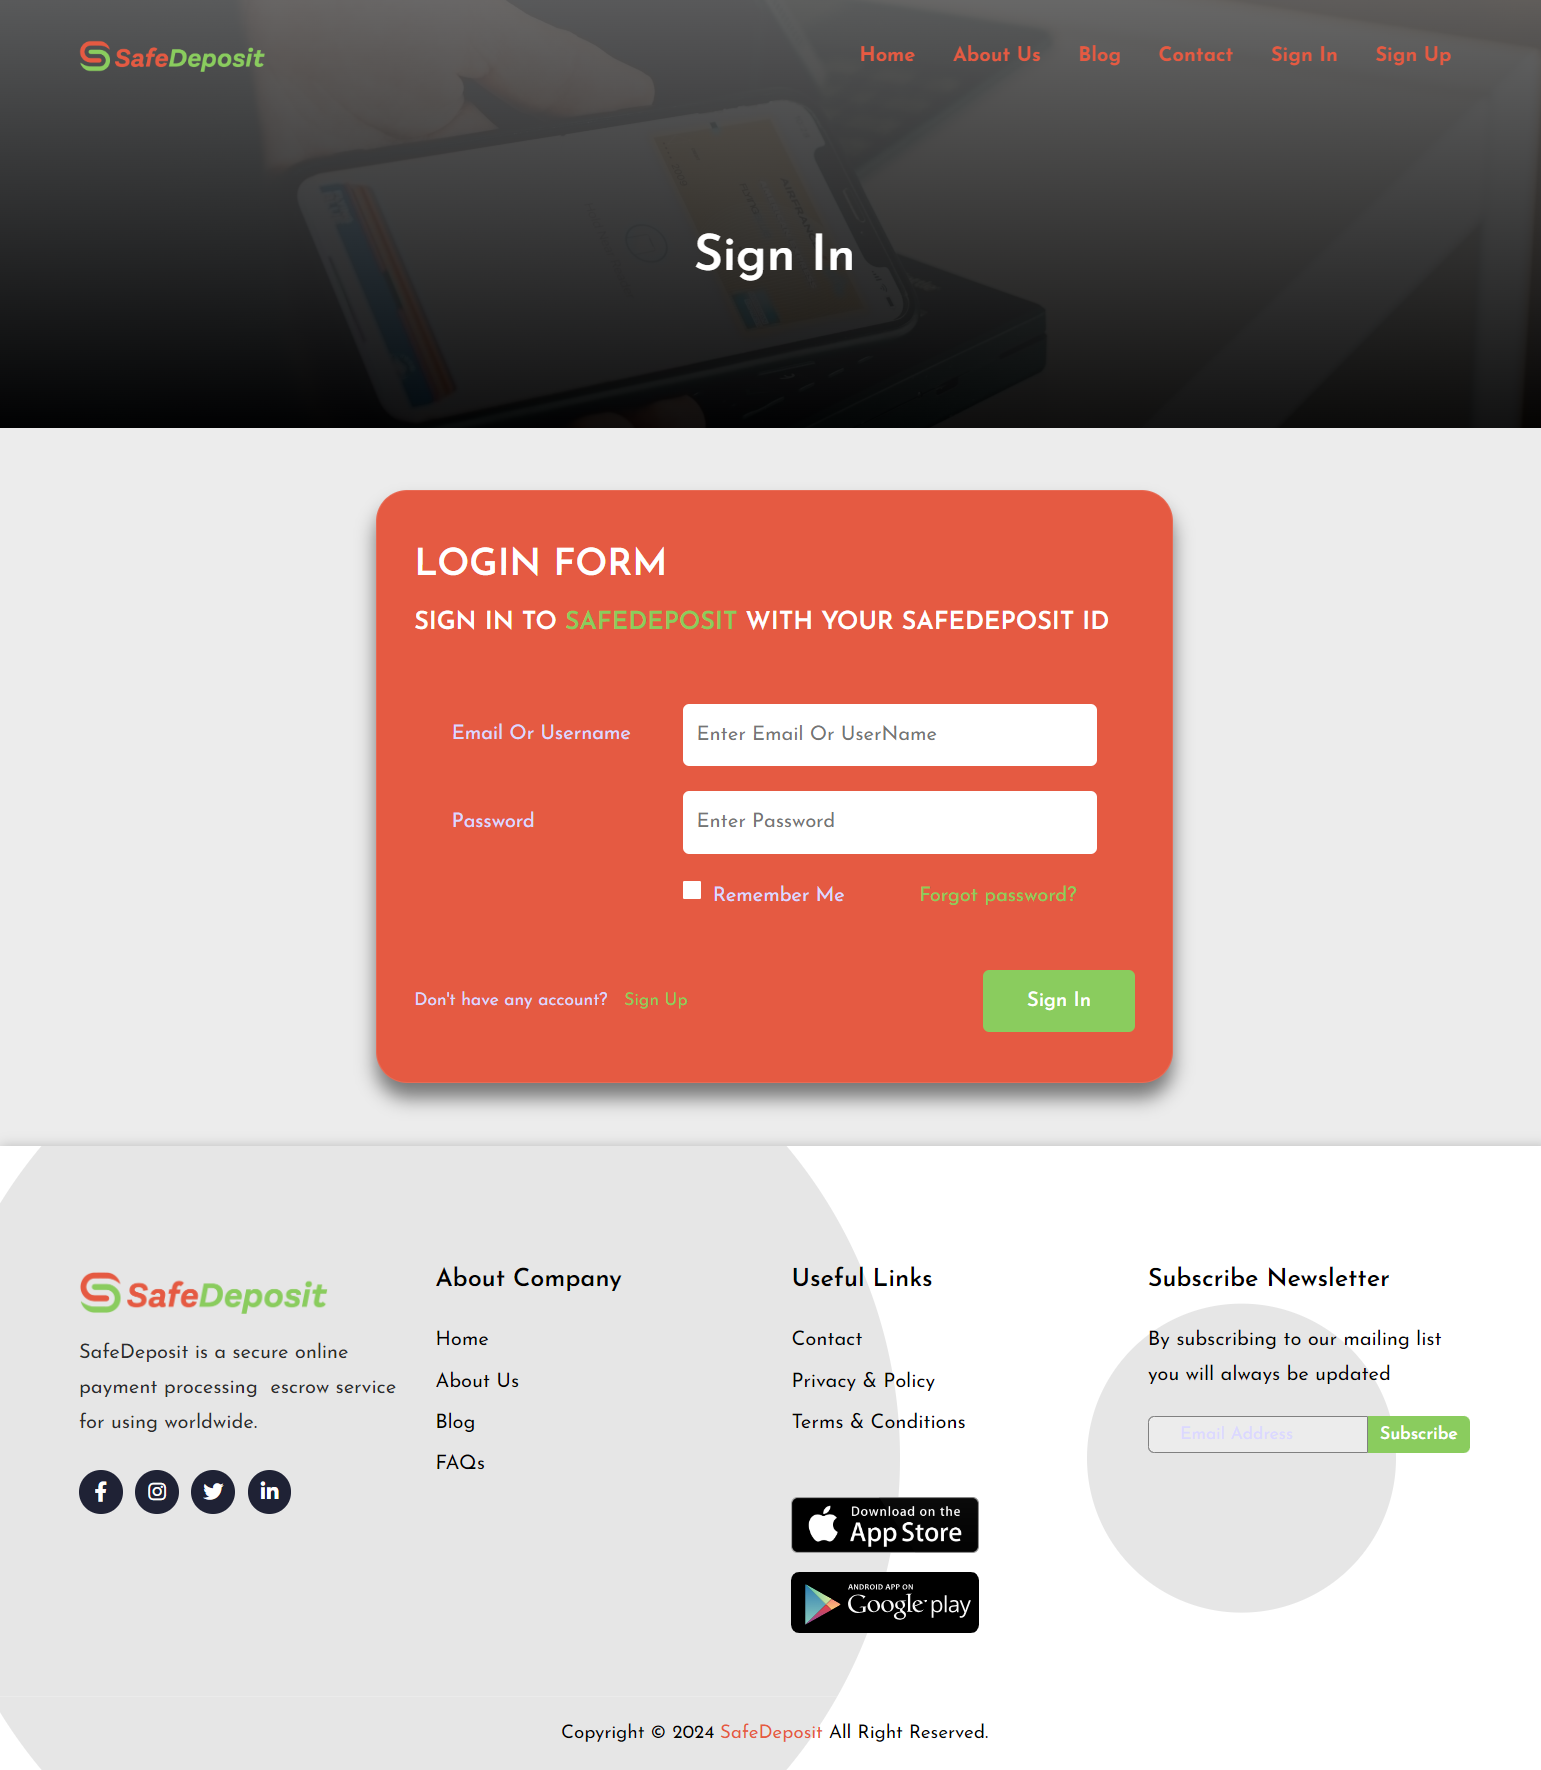 SafeDeposit
Home About Us Blog Contact Sign In Sign Up
Sign In
LOGIN FORM
SIGN IN TO SAFEDEPOSIT WITH YOUR SAFEDEPOSIT ID
Email Or Username
Enter Email Or UserName
Password
Enter Password
Remember Me
Forgot password?
Don't have any account? Sign Up
Sign In
SafeDeposit
SafeDeposit is a secure online
payment processing escrow service
for using worldwide.
About Company
Home
About Us
Blog
FAQs
Useful Links
Contact
Privacy & Policy
Terms & Conditions
Download on the
App Store
ANDROID APP ON
Google play
Subscribe Newsletter
By subscribing to our mailing list
you will always be updated
Email Address
Subscribe
Copyright © 2024 SafeDeposit All Right Reserved.